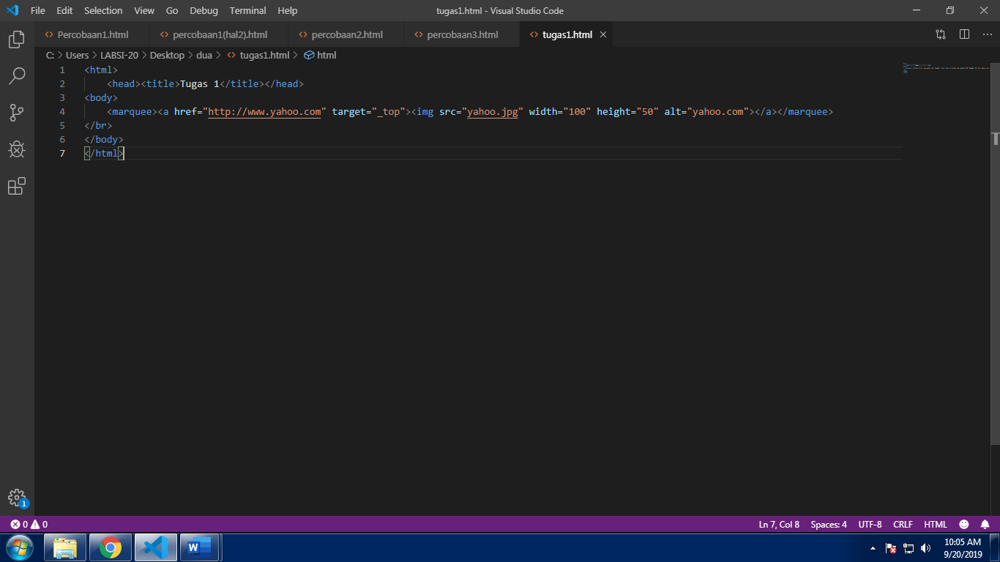 File Edit Selection View Go Debug Terminal Help tugas1.html - Visual Studio Code
Percobaan1.html percobaan1(hal2).html percobaan2.html percobaan3.html tugas1.html
C: > Users > LABSI-20 > Desktop > dua > tugas1.html > html
1 <html>
2 <head><title>Tugas 1</title></head>
3 <body>
4 <marquee><a href="http://www.yahoo.com" target="_top"><img src="yahoo.jpg" width="100" height="50" alt="yahoo.com"></a></marquee>
5 </br>
6 </body>
7 </html>
1
0 0 Ln 7, Col 8 Spaces: 4 UTF-8 CRLF HTML
W
10:05 AM
9/20/2019